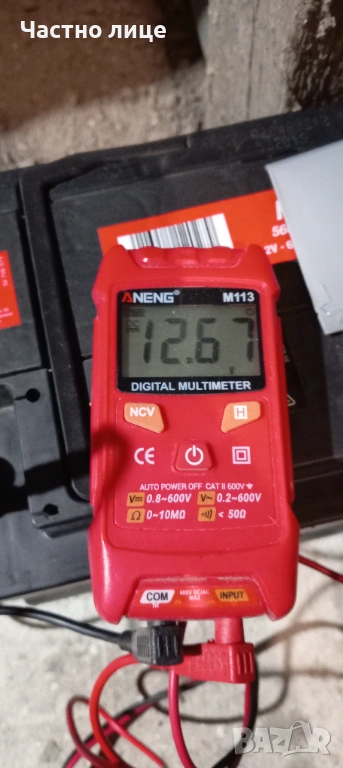 Частно лице
ANENG® M113
12.67
V
DIGITAL MULTIMETER
NCV H
CE
AUTO POWER OFF CAT II 600V
V 0.8~600V V~ 0.2~600V
Ω 0~10MΩ < 50Ω
COM INPUT
BAZAR